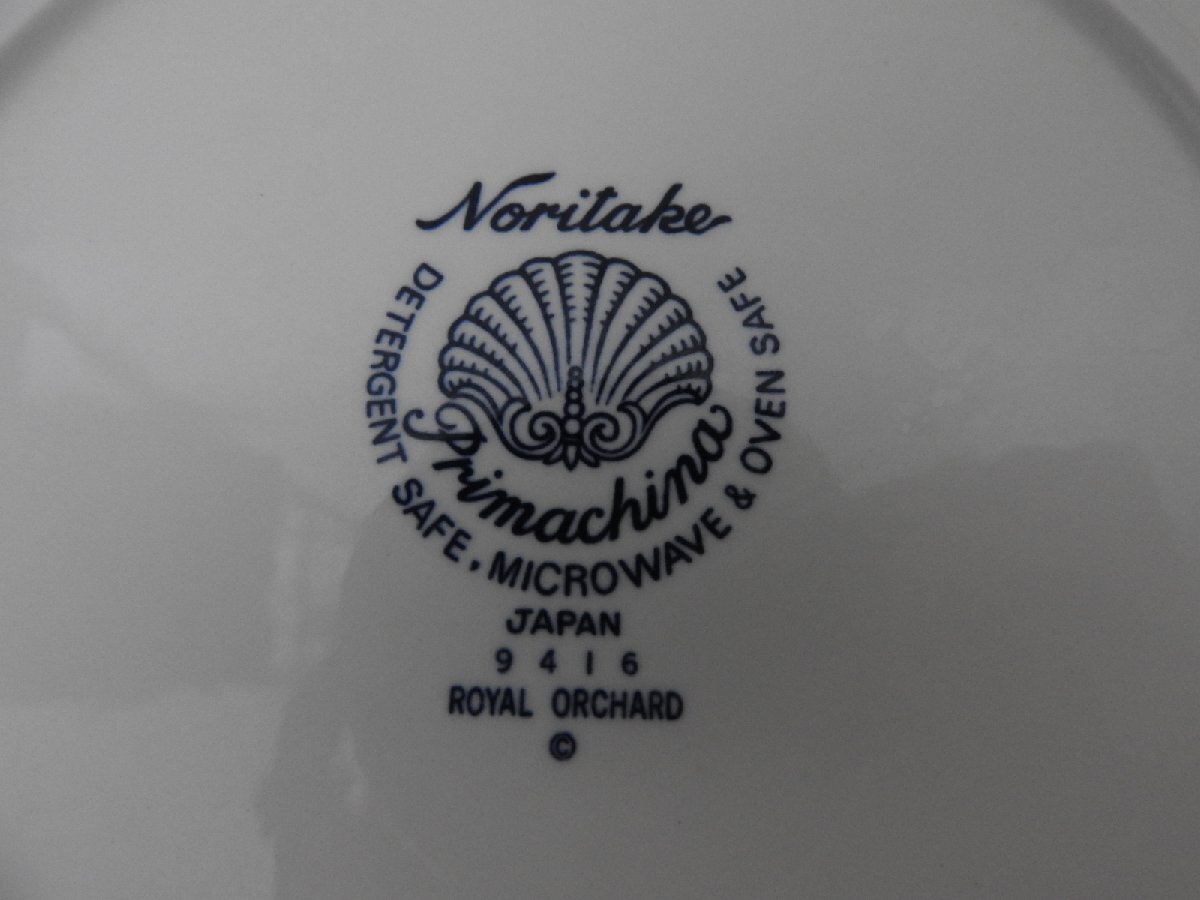 Noritake
DETERGENT SAFE, MICROWAVE & OVEN SAFE
Primachina
JAPAN
9416
ROYAL ORCHARD
©